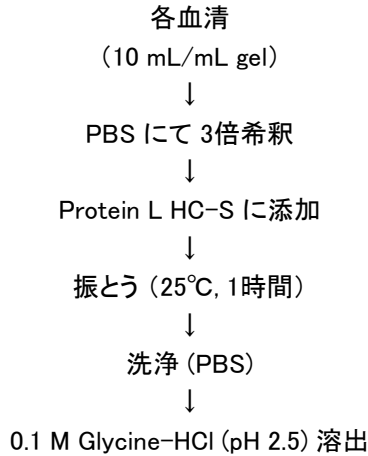 各血清
(10 mL/mL gel)
↓
PBS にて 3倍希釈
↓
Protein L HC-S に添加
↓
振とう (25℃, 1時間)
↓
洗浄 (PBS)
↓
0.1 M Glycine-HCl (pH 2.5) 溶出